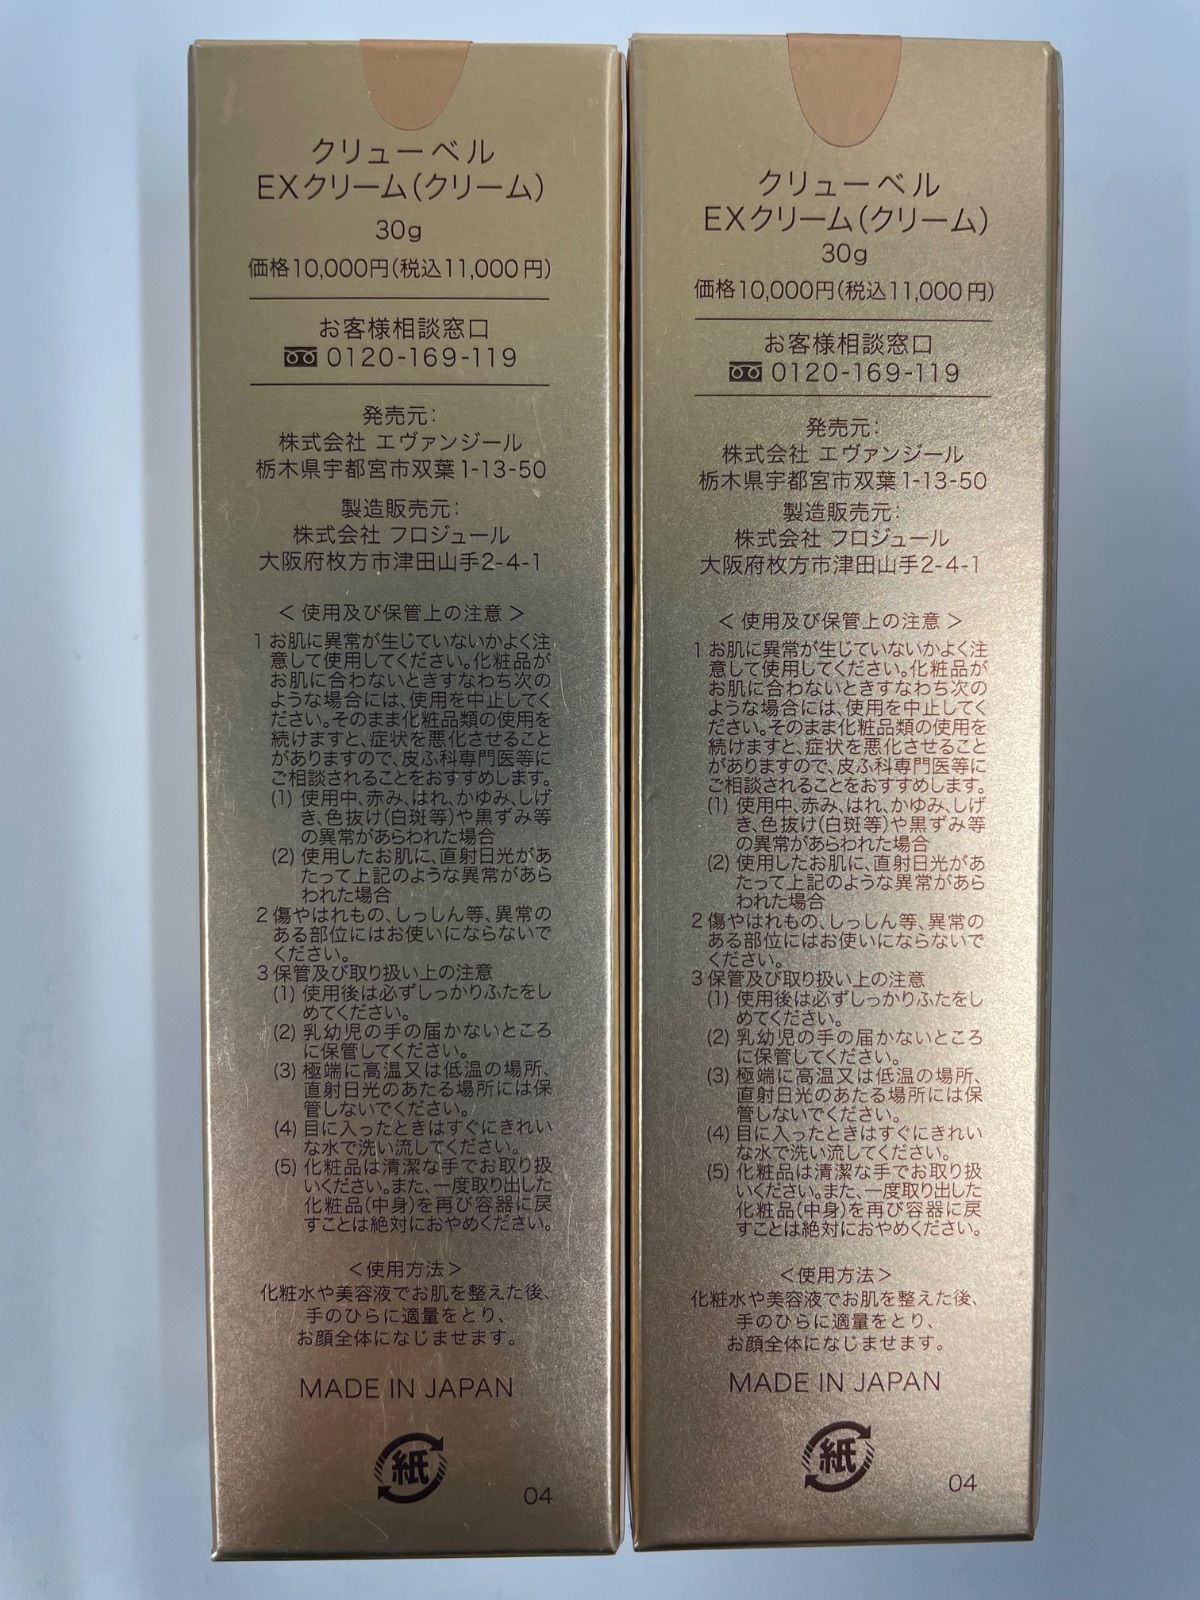 クリューベル
EXクリーム(クリーム)
30g
価格10,000円(税込11,000円)
お客様相談窓口
0120-169-119
発売元:
株式会社 エヴァンジール
栃木県宇都宮市双葉1-13-50
製造販売元:
株式会社 フロジュール
大阪府枚方市津田山手2-4-1
<使用及び保管上の注意>
1 お肌に異常が生じていないかよく注
意して使用してください。化粧品が
お肌に合わないときすなわち次の
ような場合には、使用を中止してく
ださい。そのまま化粧品類の使用を
続けますと、症状を悪化させること
がありますので、皮ふ科専門医等に
ご相談されることをおすすめします。
(1) 使用中、赤み、はれ、かゆみ、しげ
き、色抜け(白斑等)や黒ずみ等
の異常があらわれた場合
(2) 使用したお肌に、直射日光があ
たって上記のような異常があら
われた場合
2 傷やはれもの、しっしん等、異常の
ある部位にはお使いにならないで
ください。
3 保管及び取り扱い上の注意
(1) 使用後は必ずしっかりふたをし
めてください。
(2) 乳幼児の手の届かないところ
に保管してください。
(3) 極端に高温又は低温の場所、
直射日光のあたる場所には保
管しないでください。
(4) 目に入ったときはすぐにきれい
な水で洗い流してください。
(5) 化粧品は清潔な手でお取り扱
いください。また、一度取り出した
化粧品(中身)を再び容器に戻
すことは絶対におやめください。
<使用方法>
化粧水や美容液でお肌を整えた後、
手のひらに適量をとり、
お顔全体になじませます。
MADE IN JAPAN
紙
04
クリューベル
EXクリーム(クリーム)
30g
価格10,000円(税込11,000円)
お客様相談窓口
0120-169-119
発売元:
株式会社 エヴァンジール
栃木県宇都宮市双葉1-13-50
製造販売元:
株式会社 フロジュール
大阪府枚方市津田山手2-4-1
<使用及び保管上の注意>
1 お肌に異常が生じていないかよく注
意して使用してください。化粧品が
お肌に合わないときすなわち次の
ような場合には、使用を中止してく
ださい。そのまま化粧品類の使用を
続けますと、症状を悪化させること
がありますので、皮ふ科専門医等に
ご相談されることをおすすめします。
(1) 使用中、赤み、はれ、かゆみ、しげ
き、色抜け(白斑等)や黒ずみ等
の異常があらわれた場合
(2) 使用したお肌に、直射日光があ
たって上記のような異常があら
われた場合
2 傷やはれもの、しっしん等、異常の
ある部位にはお使いにならないで
ください。
3 保管及び取り扱い上の注意
(1) 使用後は必ずしっかりふたをし
めてください。
(2) 乳幼児の手の届かないところ
に保管してください。
(3) 極端に高温又は低温の場所、
直射日光のあたる場所には保
管しないでください。
(4) 目に入ったときはすぐにきれい
な水で洗い流してください。
(5) 化粧品は清潔な手でお取り扱
いください。また、一度取り出した
化粧品(中身)を再び容器に戻
すことは絶対におやめください。
<使用方法>
化粧水や美容液でお肌を整えた後、
手のひらに適量をとり、
お顔全体になじませます。
MADE IN JAPAN
紙
04